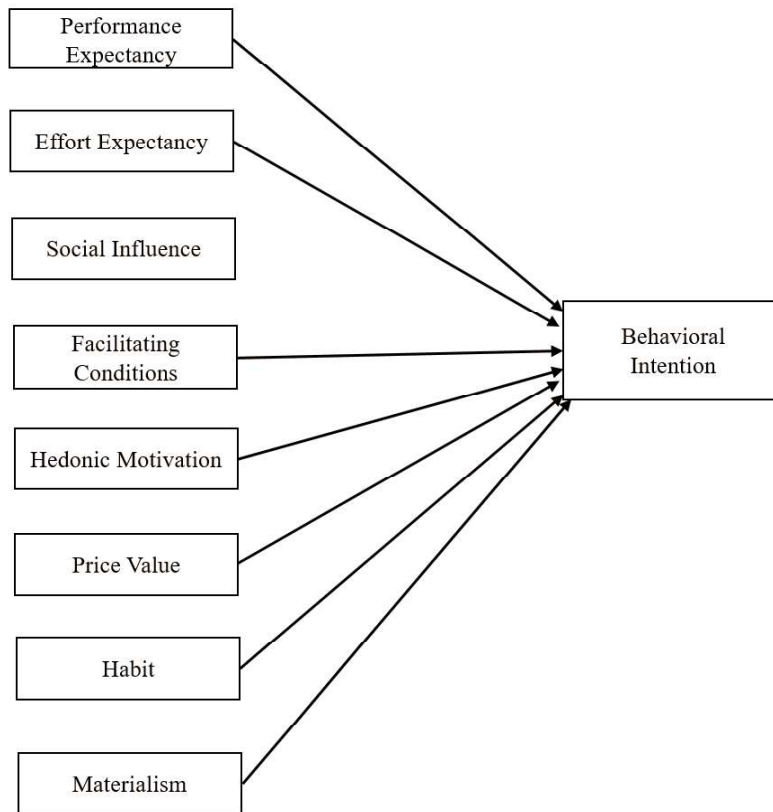 Performance
Expectancy
Effort Expectancy
Social Influence
Facilitating
Conditions
Hedonic Motivation
Price Value
Habit
Materialism
Behavioral
Intention